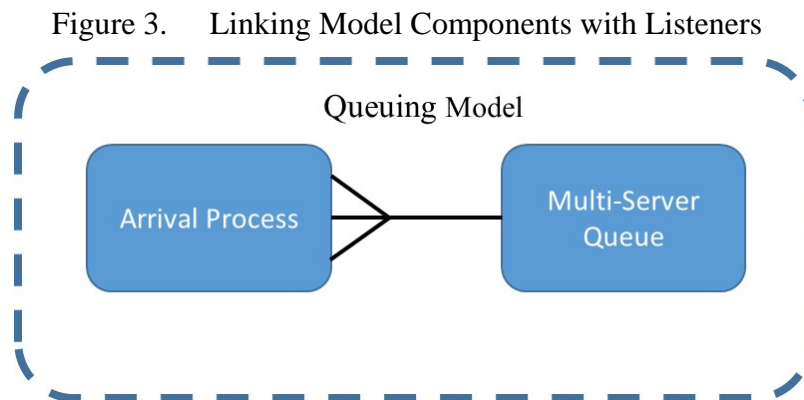 Figure 3. Linking Model Components with Listeners
Queuing Model
Arrival Process
Multi-Server
Queue